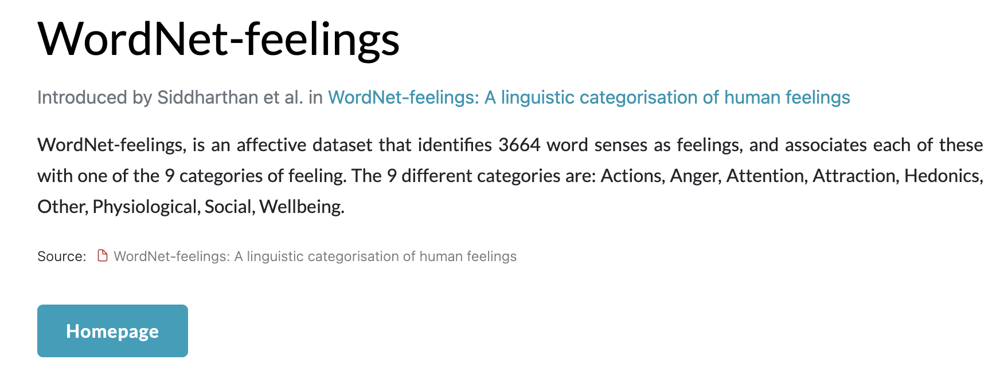 WordNet-feelings
Introduced by Siddharthan et al. in WordNet-feelings: A linguistic categorisation of human feelings
WordNet-feelings, is an affective dataset that identifies 3664 word senses as feelings, and associates each of these
with one of the 9 categories of feeling. The 9 different categories are: Actions, Anger, Attention, Attraction, Hedonics,
Other, Physiological, Social, Wellbeing.
Source: WordNet-feelings: A linguistic categorisation of human feelings
Homepage